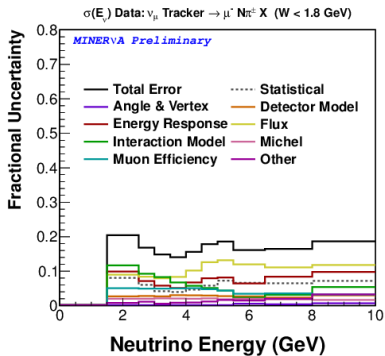 σ(Eᵥ) Data: νμ Tracker → μ⁻ Nπ± X (W < 1.8 GeV)
MINERνA Preliminary
Fractional Uncertainty
0.8
0.7
0.6
0.5
0.4
0.3
0.2
0.1
0
Total Error
Statistical
Angle & Vertex
Detector Model
Energy Response
Flux
Interaction Model
Michel
Muon Efficiency
Other
0 2 4 6 8 10
Neutrino Energy (GeV)